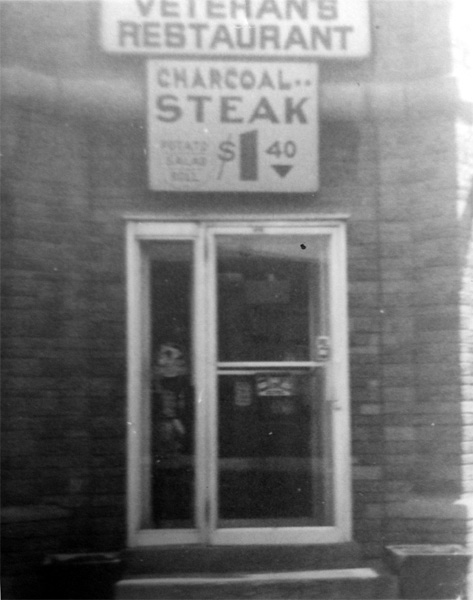 VETERAN'S
RESTAURANT
CHARCOAL..
STEAK
POTATO
SALAD
ROLL
$1 40